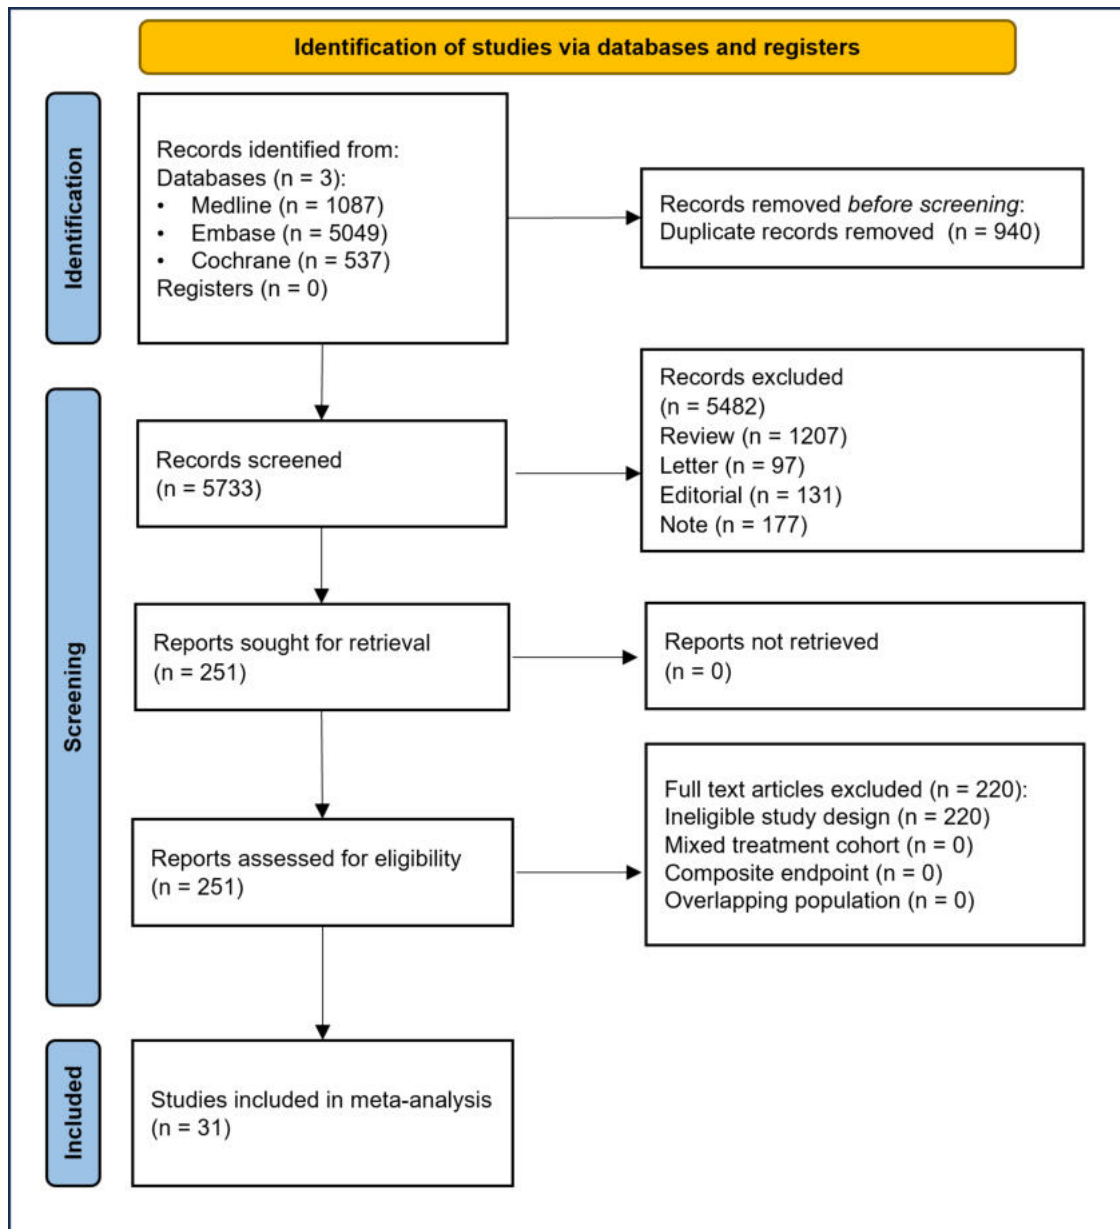 Identification of studies via databases and registers
Identification
Records identified from:
Databases (n = 3):
• Medline (n = 1087)
• Embase (n = 5049)
• Cochrane (n = 537)
Registers (n = 0)
Records removed before screening:
Duplicate records removed (n = 940)
Screening
Records screened
(n = 5733)
Records excluded
(n = 5482)
Review (n = 1207)
Letter (n = 97)
Editorial (n = 131)
Note (n = 177)
Reports sought for retrieval
(n = 251)
Reports not retrieved
(n = 0)
Reports assessed for eligibility
(n = 251)
Full text articles excluded (n = 220):
Ineligible study design (n = 220)
Mixed treatment cohort (n = 0)
Composite endpoint (n = 0)
Overlapping population (n = 0)
Included
Studies included in meta-analysis
(n = 31)